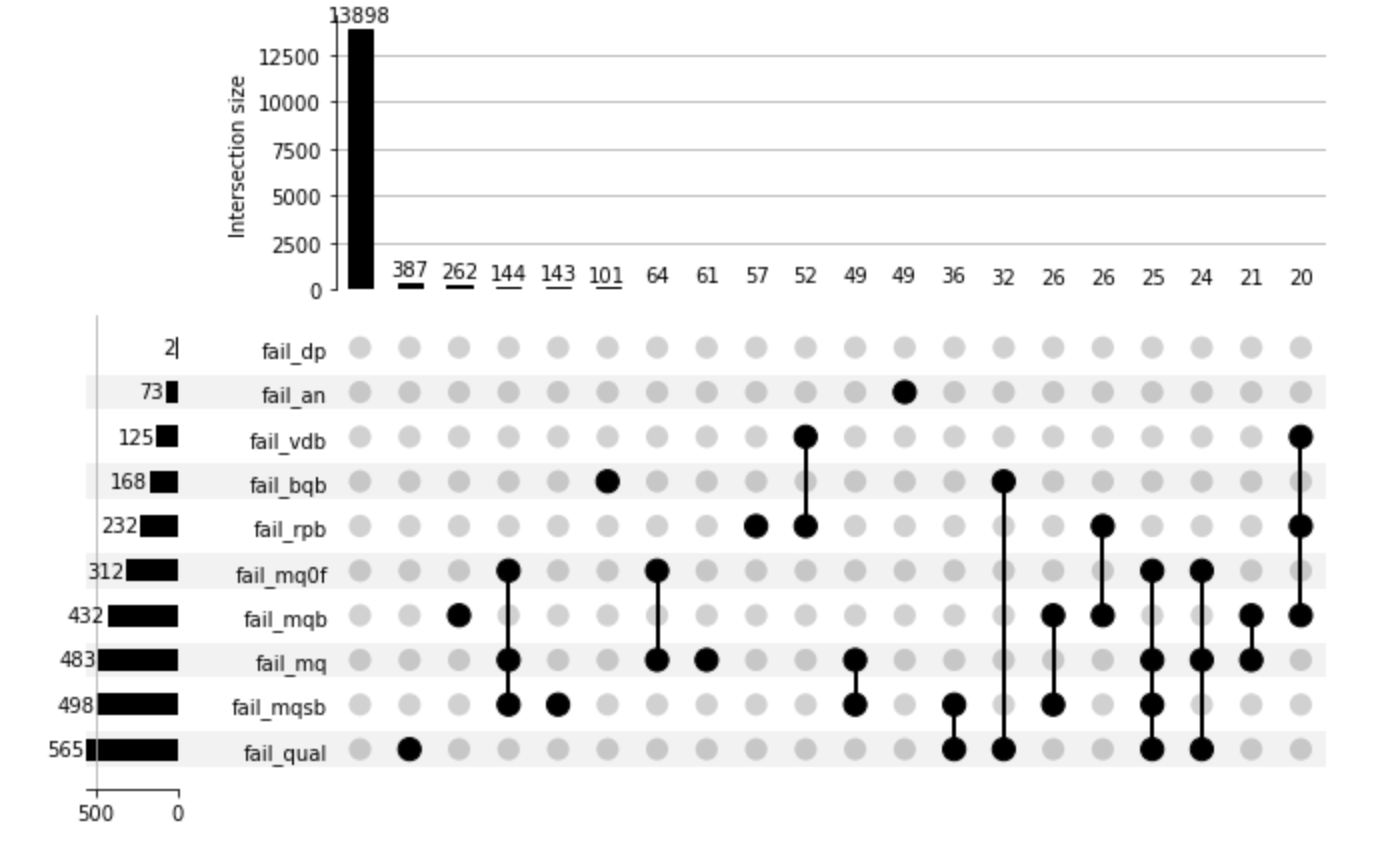 13898
12500
10000
7500
5000
2500
0
Intersection size
387 262 144 143 101 64 61 57 52 49 49 36 32 26 26 25 24 21 20
2 fail_dp
73 fail_an
125 fail_vdb
168 fail_bqb
232 fail_rpb
312 fail_mq0f
432 fail_mqb
483 fail_mq
498 fail_mqsb
565 fail_qual
500 0